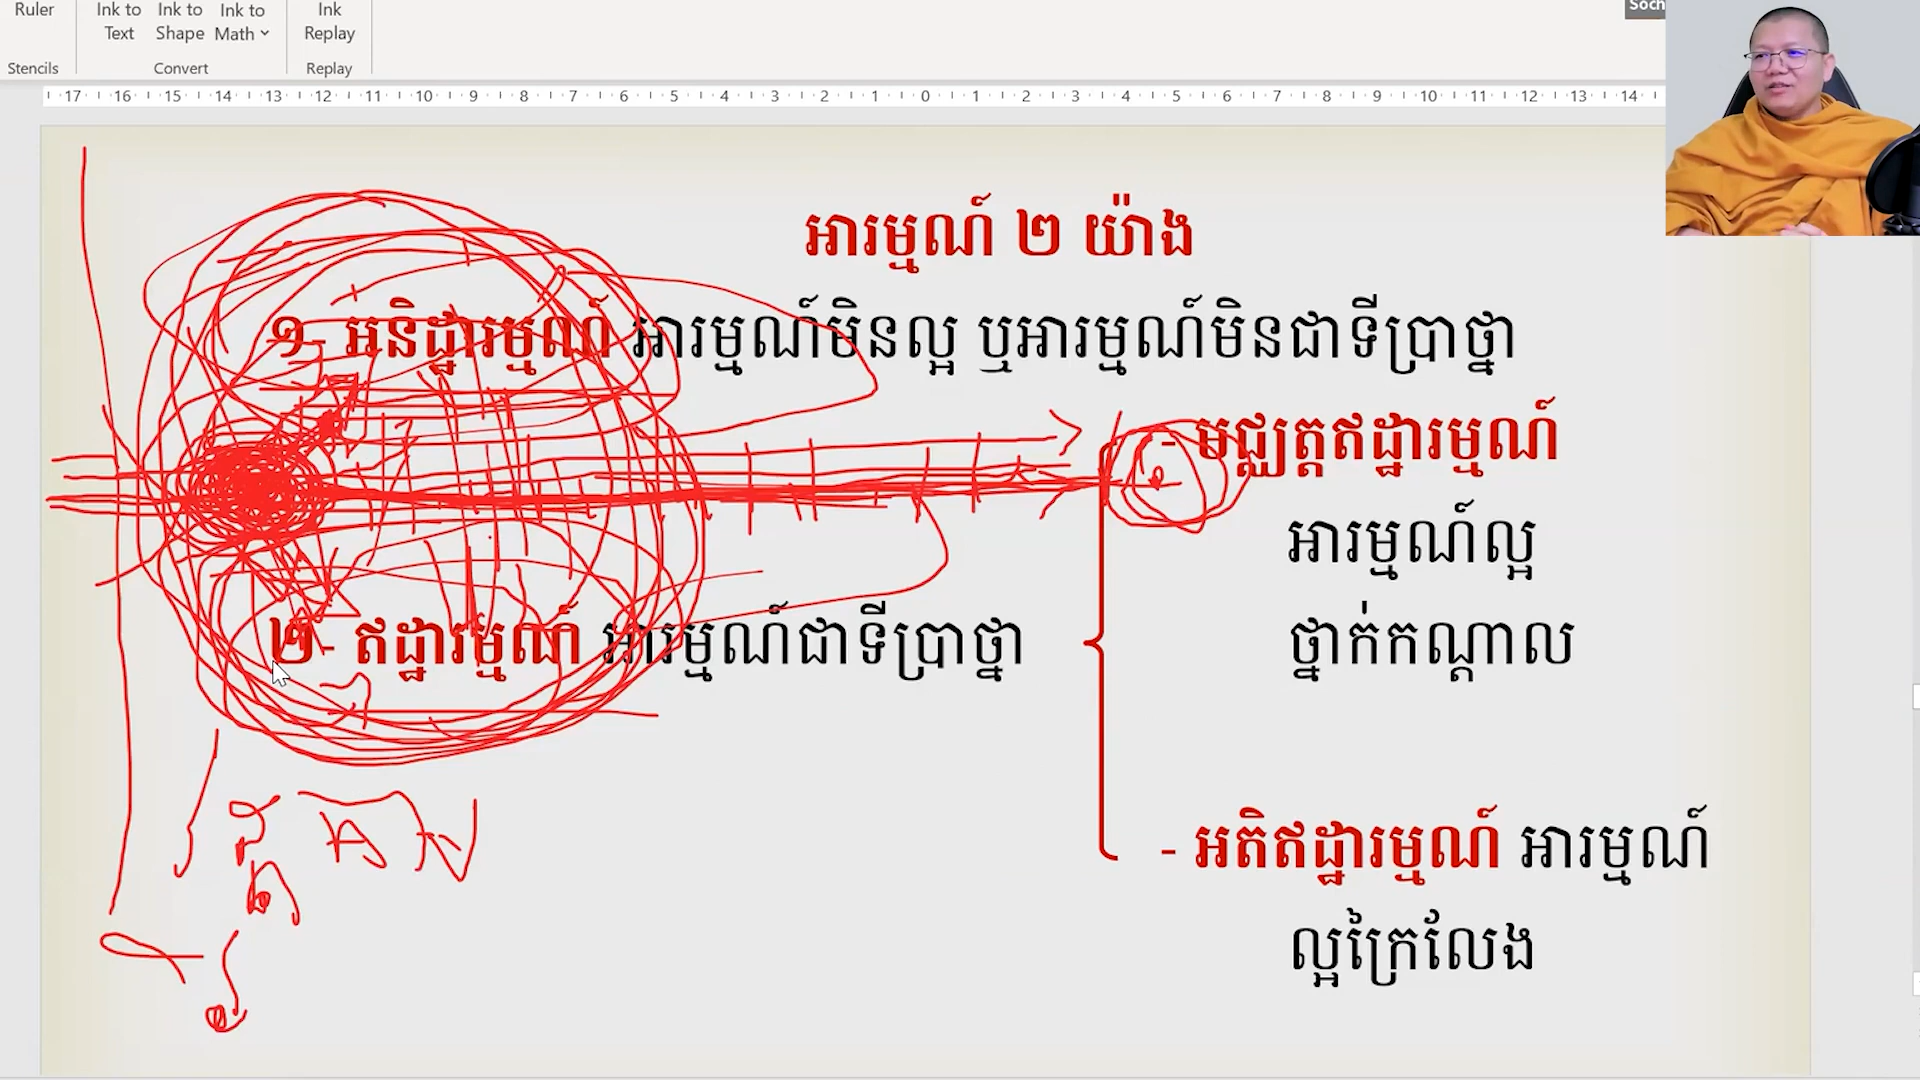 Ruler
Ink to Text
Ink to Shape
Ink to Math
Ink Replay
Stencils
Convert
Replay
Soch
17 16 15 14 13 12 11 10 9 8 7 6 5 4 3 2 1 0 1 2 3 4 5 6 7 8 9 10 11 12 13 14
អារម្មណ៍ ២ យ៉ាង
១- អនិដ្ឋារម្មណ៍ អារម្មណ៍មិនល្អ ឬអារម្មណ៍មិនជាទីប្រាថ្នា
- មជ្ឈត្តឥដ្ឋារម្មណ៍
អារម្មណ៍ល្អ
ថ្នាក់កណ្តាល
២- ឥដ្ឋារម្មណ៍ អារម្មណ៍ជាទីប្រាថ្នា
- អតិឥដ្ឋារម្មណ៍ អារម្មណ៍
ល្អក្រៃលែង